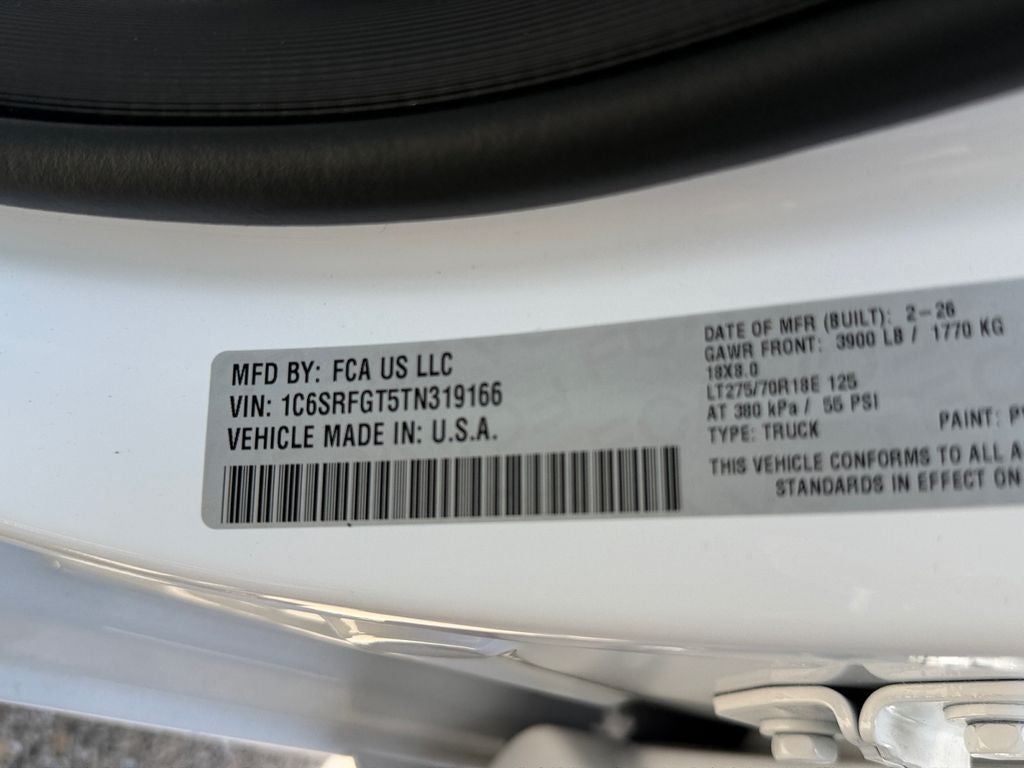 MFD BY: FCA US LLC
VIN: 1C6SRFGT5TN319166
VEHICLE MADE IN: U.S.A.
DATE OF MFR (BUILT): 2-26
GAWR FRONT: 3900 LB / 1770 KG
18X8.0
LT275/70R18E 125
AT 380 kPa / 55 PSI
TYPE: TRUCK
PAINT:
THIS VEHICLE CONFORMS TO ALL
STANDARDS IN EFFECT ON